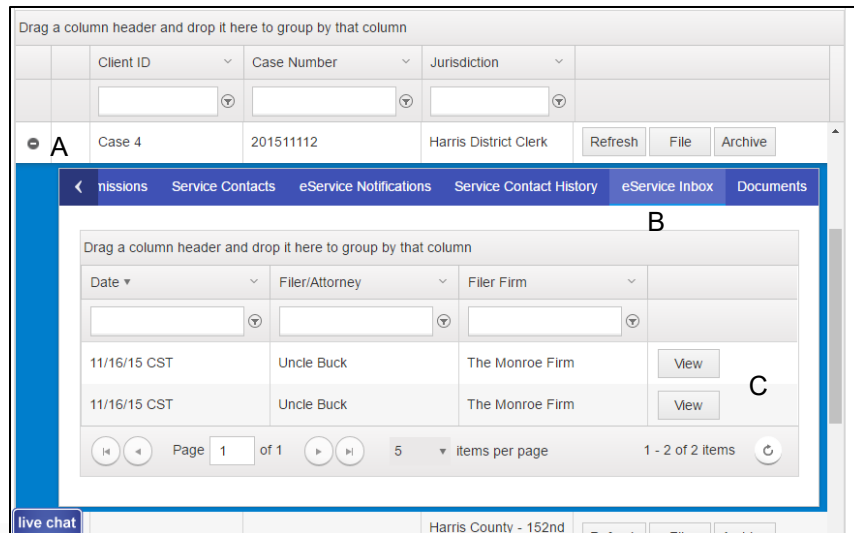 Drag a column header and drop it here to group by that column
Client ID Case Number Jurisdiction
A Case 4 201511112 Harris District Clerk Refresh File Archive
missions Service Contacts eService Notifications Service Contact History eService Inbox Documents
B
Drag a column header and drop it here to group by that column
Date Filer/Attorney Filer Firm
11/16/15 CST Uncle Buck The Monroe Firm View
C
11/16/15 CST Uncle Buck The Monroe Firm View
Page 1 of 1 5 items per page 1 - 2 of 2 items
live chat
Harris County - 152nd